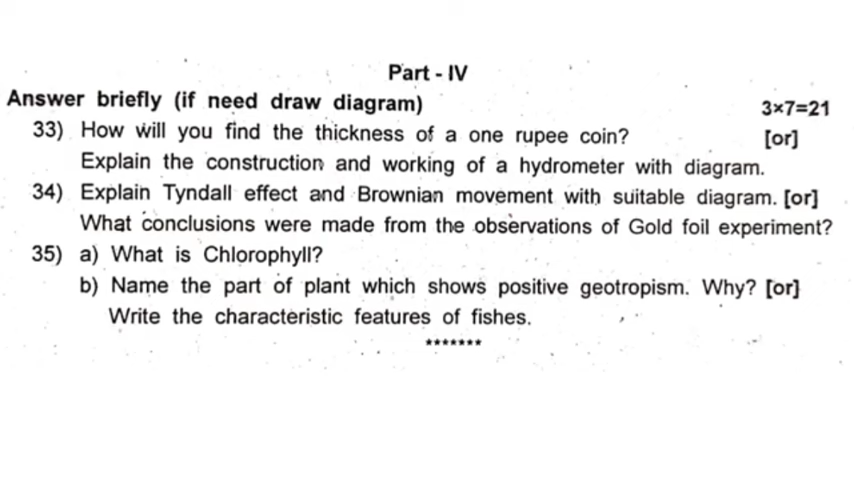 Part - IV
Answer briefly (if need draw diagram) 3×7=21
33) How will you find the thickness of a one rupee coin? [or]
Explain the construction and working of a hydrometer with diagram.
34) Explain Tyndall effect and Brownian movement with suitable diagram. [or]
What conclusions were made from the observations of Gold foil experiment?
35) a) What is Chlorophyll?
b) Name the part of plant which shows positive geotropism. Why? [or]
Write the characteristic features of fishes.
*******